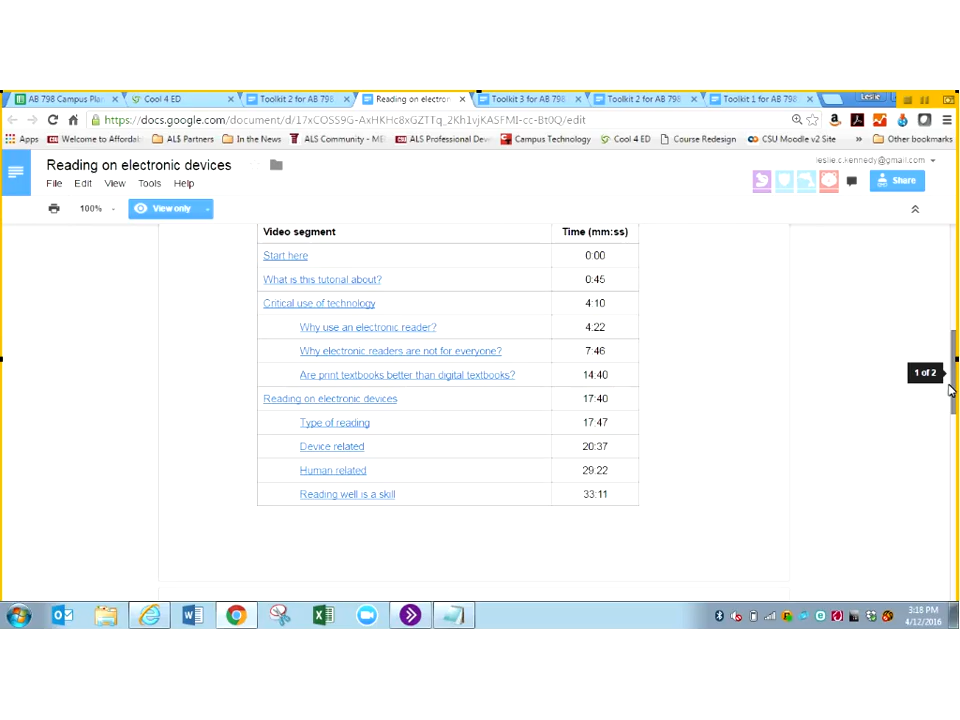 AB 798 Campus Plan Cool 4 ED Toolkit 2 for AB 798 Reading on electron Toolkit 3 for AB 798 Toolkit 2 for AB 798 Toolkit 1 for AB 798 Leslie
https://docs.google.com/document/d/17xCOSS9G-AxHKHc8xGZTTq_2Kh1vjKASFMI-cc-Bt0Q/edit
Apps Welcome to Affordal ALS Partners In the News ALS Community - ME ALS Professional Dev Campus Technology Cool 4 ED Course Redesign CSU Moodle v2 Site » Other bookmarks
Reading on electronic devices
leslie.c.kennedy@gmail.com
File Edit View Tools Help
Share
100% View only
Video segment Time (mm:ss)
Start here 0:00
What is this tutorial about? 0:45
Critical use of technology 4:10
Why use an electronic reader? 4:22
Why electronic readers are not for everyone? 7:46
1 of 2
Are print textbooks better than digital textbooks? 14:40
Reading on electronic devices 17:40
Type of reading 17:47
Device related 20:37
Human related 29:22
Reading well is a skill 33:11
3:18 PM
4/12/2016